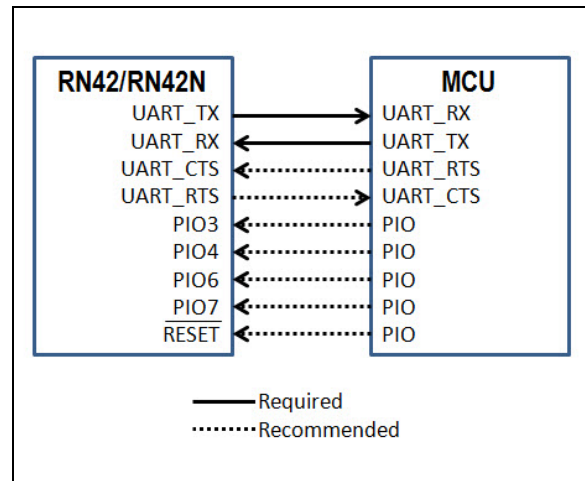 RN42/RN42N MCU
UART_TX UART_RX
UART_RX UART_TX
UART_CTS UART_RTS
UART_RTS UART_CTS
PIO3 PIO
PIO4 PIO
PIO6 PIO
PIO7 PIO
RESET PIO
Required
Recommended